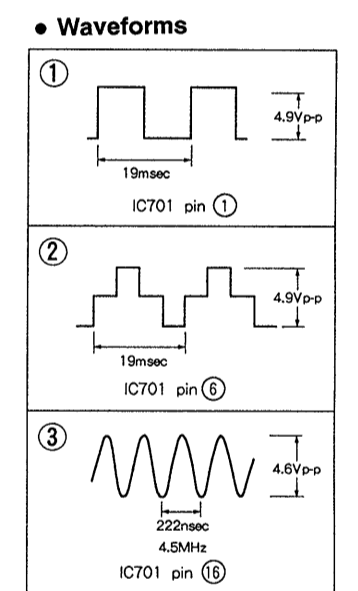 • Waveforms
①
4.9Vp-p
19msec
IC701 pin ①
②
4.9Vp-p
19msec
IC701 pin ⑥
③
4.6Vp-p
222nsec
4.5MHz
IC701 pin ⑯